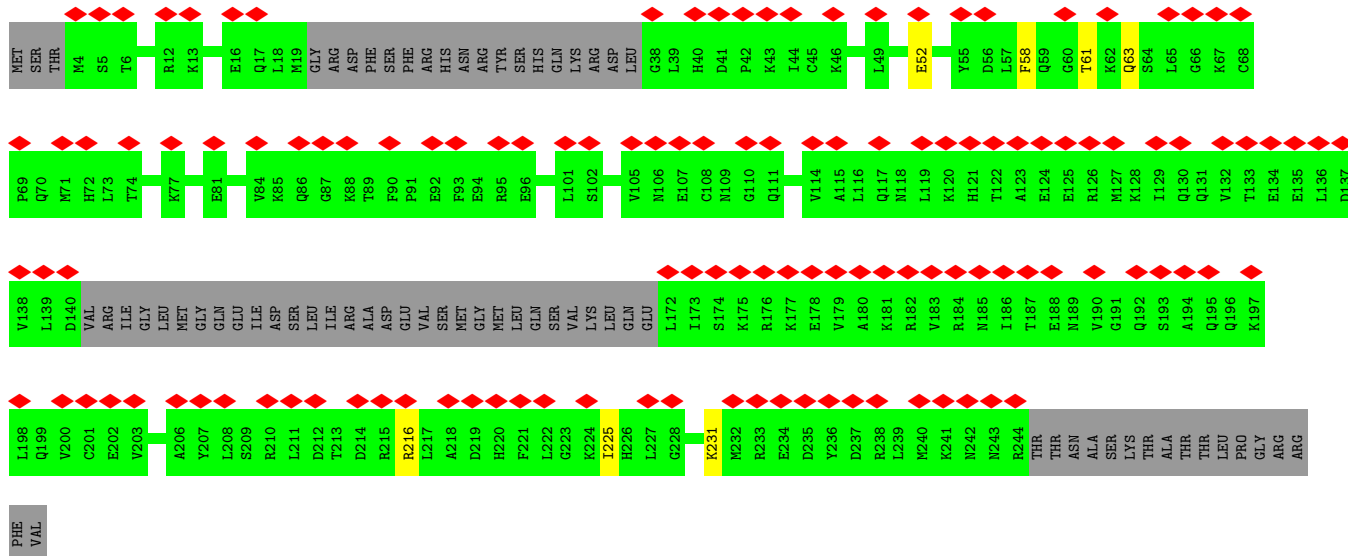 MET SER THR M4 S5 T6 R12 K13 E16 Q17 L18 M19 GLY ARG ASP PHE SER PHE ARG HIS ASN ARG TYR SER HIS GLN LYS ARG ASP LEU G38 L39 H40 D41 P42 K43 I44 C45 K46 L49 E52 Y55 D56 L57 F58 Q59 G60 T61 K62 Q63 S64 L65 G66 K67 C68
P69 Q70 M71 H72 L73 T74 K77 E81 V84 K85 Q86 G87 K88 T89 F90 P91 E92 F93 E94 R95 E96 L101 S102 V105 N106 E107 C108 N109 G110 Q111 V114 A115 L116 Q117 N118 L119 K120 H121 T122 A123 E124 E125 R126 M127 K128 I129 Q130 Q131 V132 T133 E134 E135 L136 D137
V138 L139 D140 VAL ARG ILE GLY LEU MET GLY GLN GLU ILE ASP SER LEU ILE ARG ALA ASP GLU VAL SER MET GLY MET LEU GLN SER VAL LYS LEU GLN GLU L172 I173 S174 K175 R176 K177 E178 V179 A180 K181 R182 V183 R184 N185 I186 T187 E188 N189 V190 G191 Q192 S193 A194 Q195 Q196 K197
L198 Q199 V200 C201 E202 V203 A206 Y207 L208 S209 R210 L211 D212 T213 D214 R215 R216 L217 A218 D219 H220 F221 L222 G223 K224 I225 H226 L227 G228 K231 M232 R233 E234 D235 Y236 D237 R238 L239 M240 K241 N242 N243 R244 THR THR ASN ALA SER LYS THR ALA THR THR LEU PRO GLY ARG ARG
PHE VAL